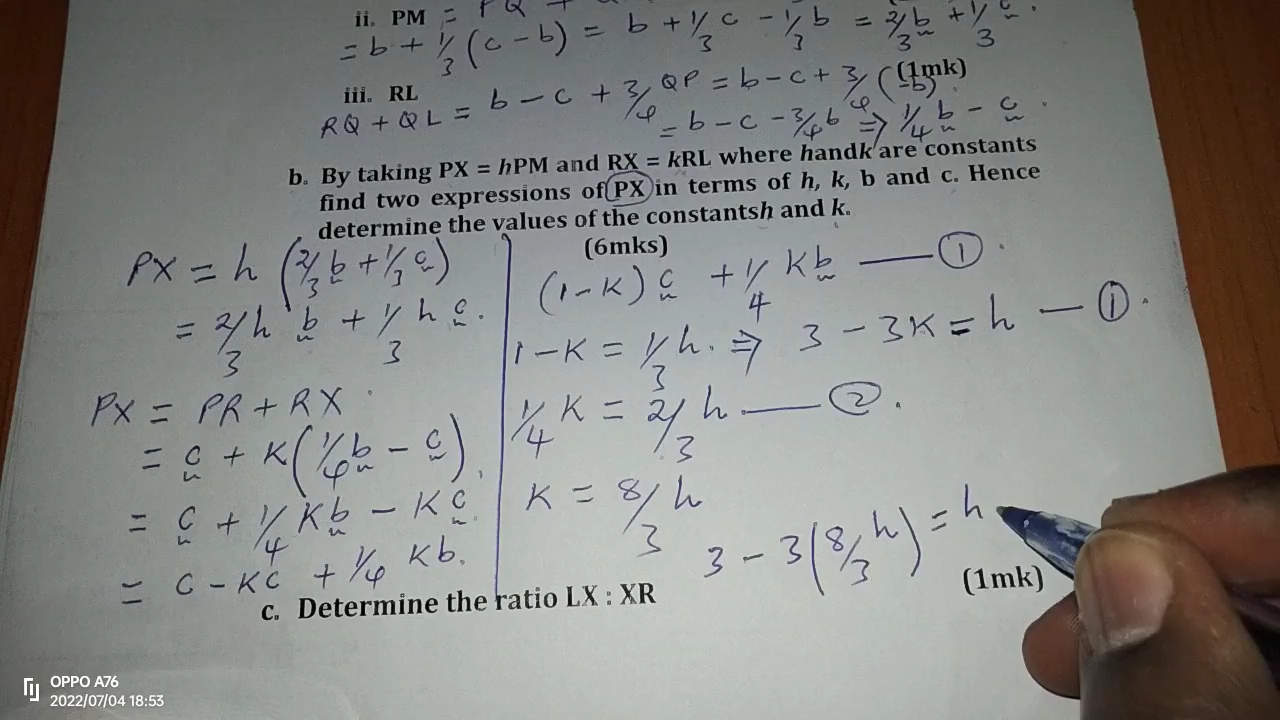 ii. PM = PQ +
= b + 1/3 (c - b) = b + 1/3 c - 1/3 b = 2/3 b + 1/3 c.
iii. RL (1mk)
RQ + QL = b - c + 3/4 QP = b - c + 3/4 (-b)
= b - c - 3/4 b ⇒ 1/4 b - c.
b. By taking PX = hPM and RX = kRL where handk are constants
find two expressions of PX in terms of h, k, b and c. Hence
determine the values of the constantsh and k.
(6mks)
PX = h (2/3 b + 1/3 c)
= 2/3 h b + 1/3 h c.
PX = PR + RX
= c + K(1/4 b - c).
= c + 1/4 Kb - Kc
= c - Kc + 1/4 Kb.
(1-K) c + 1/4 Kb — ①.
1 - K = 1/3 h. ⇒ 3 - 3K = h — ①.
1/4 K = 2/3 h — ②.
K = 8/3 h
3 - 3(8/3 h) = h
c. Determine the ratio LX : XR (1mk)
OPPO A76
2022/07/04 18:53